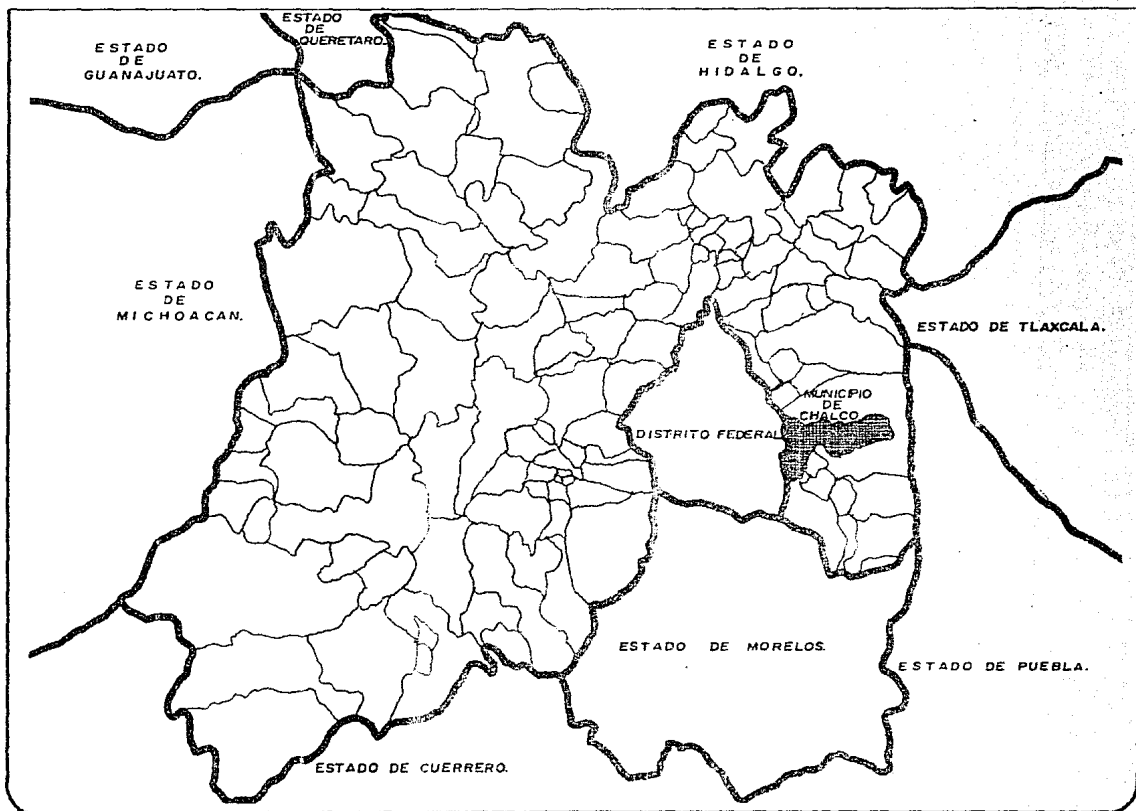 ESTADO
DE
QUERETARO.
ESTADO
DE
GUANAJUATO.
ESTADO
DE
HIDALGO.
ESTADO
DE
MICHOACAN.
ESTADO DE TLAXCALA.
MUNICIPIO
DE
CHALCO
DISTRITO FEDERAL
ESTADO DE MORELOS.
ESTADO DE PUEBLA.
ESTADO DE CUERRERO.